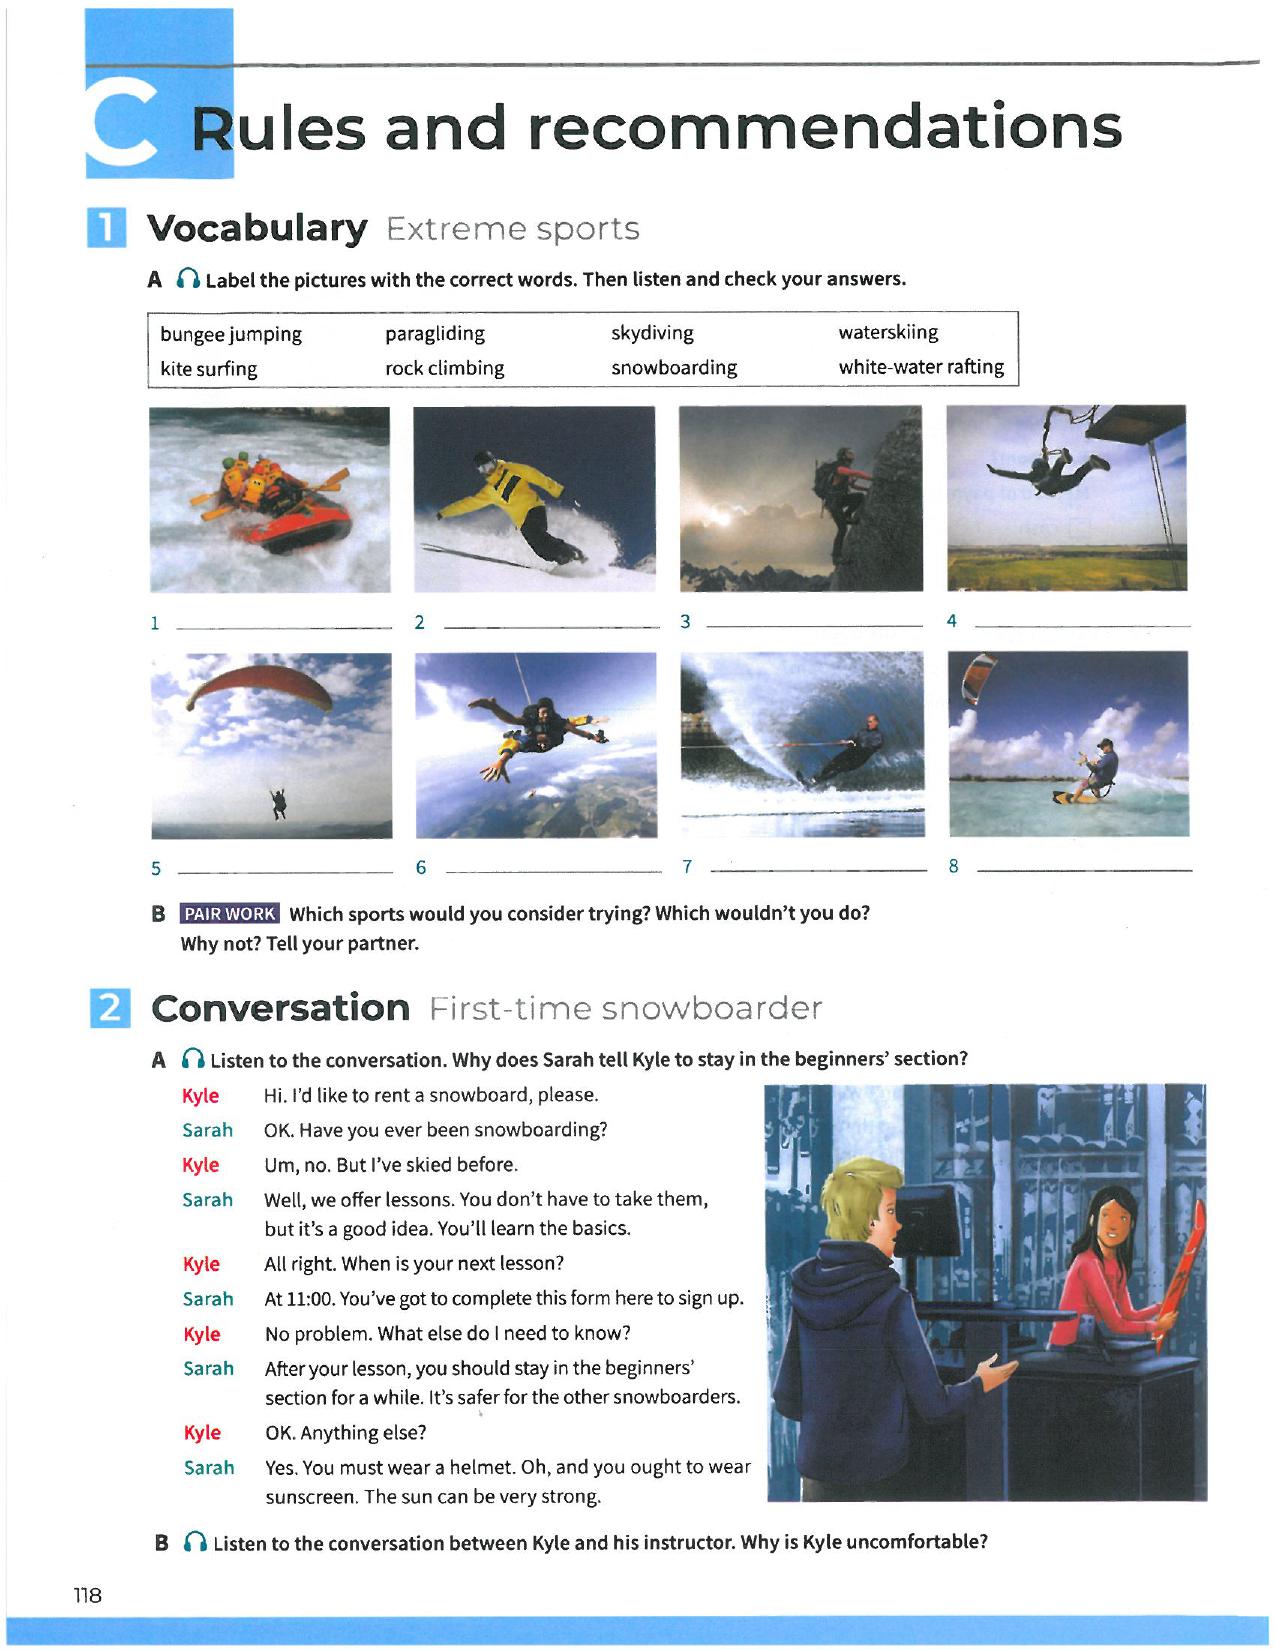 C Rules and recommendations
1 Vocabulary Extreme sports
A Label the pictures with the correct words. Then listen and check your answers.
bungee jumping paragliding skydiving waterskiing
kite surfing rock climbing snowboarding white-water rafting
1 2 3 4
5 6 7 8
B PAIR WORK Which sports would you consider trying? Which wouldn't you do?
Why not? Tell your partner.
2 Conversation First-time snowboarder
A Listen to the conversation. Why does Sarah tell Kyle to stay in the beginners' section?
Kyle Hi. I'd like to rent a snowboard, please.
Sarah OK. Have you ever been snowboarding?
Kyle Um, no. But I've skied before.
Sarah Well, we offer lessons. You don't have to take them,
but it's a good idea. You'll learn the basics.
Kyle All right. When is your next lesson?
Sarah At 11:00. You've got to complete this form here to sign up.
Kyle No problem. What else do I need to know?
Sarah After your lesson, you should stay in the beginners'
section for a while. It's safer for the other snowboarders.
Kyle OK. Anything else?
Sarah Yes. You must wear a helmet. Oh, and you ought to wear
sunscreen. The sun can be very strong.
B Listen to the conversation between Kyle and his instructor. Why is Kyle uncomfortable?
118